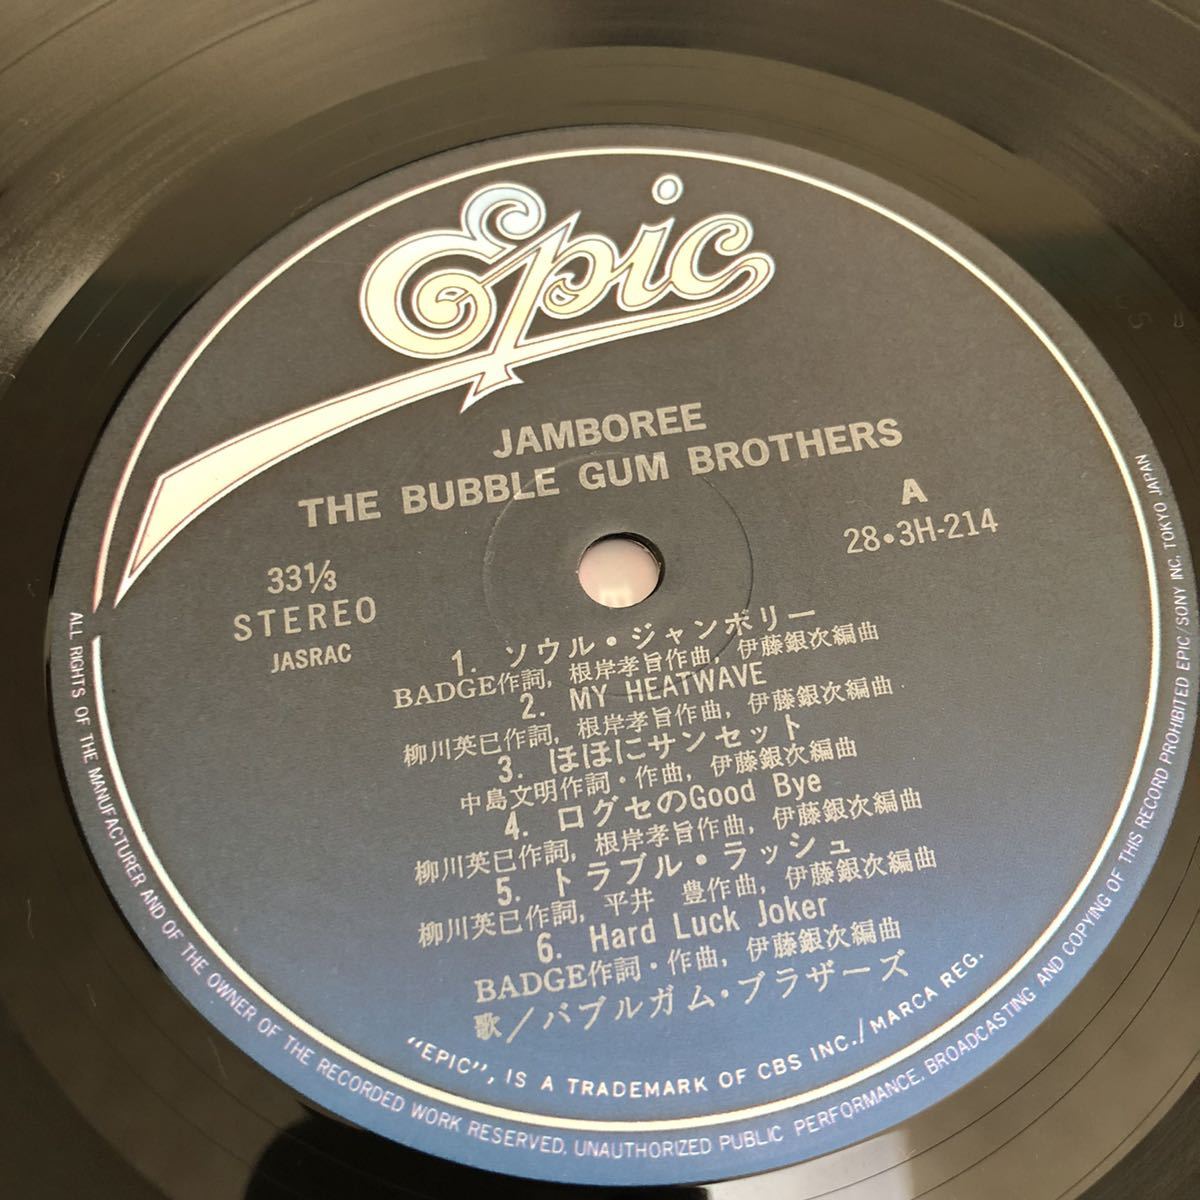 Epic
JAMBOREE
THE BUBBLE GUM BROTHERS
A
28・3H-214
33⅓
STEREO
JASRAC
1. ソウル・ジャンボリー
BADGE作詞, 根岸孝旨作曲, 伊藤銀次編曲
2. MY HEATWAVE
柳川英巳作詞, 根岸孝旨作曲, 伊藤銀次編曲
3. ほほにサンセット
中島文明作詞・作曲, 伊藤銀次編曲
4. ログセのGood Bye
柳川英巳作詞, 根岸孝旨作曲, 伊藤銀次編曲
5. トラブル・ラッシュ
柳川英巳作詞, 平井 豊作曲, 伊藤銀次編曲
6. Hard Luck Joker
BADGE作詞・作曲, 伊藤銀次編曲
歌/バブルガム・ブラザーズ
"EPIC", IS A TRADEMARK OF CBS INC./MARCA REG.
ALL RIGHTS OF THE MANUFACTURER AND OF THE OWNER OF THE RECORDED WORK RESERVED. UNAUTHORIZED PUBLIC PERFORMANCE, BROADCASTING AND COPYING OF THIS RECORD PROHIBITED EPIC/SONY INC. TOKYO JAPAN